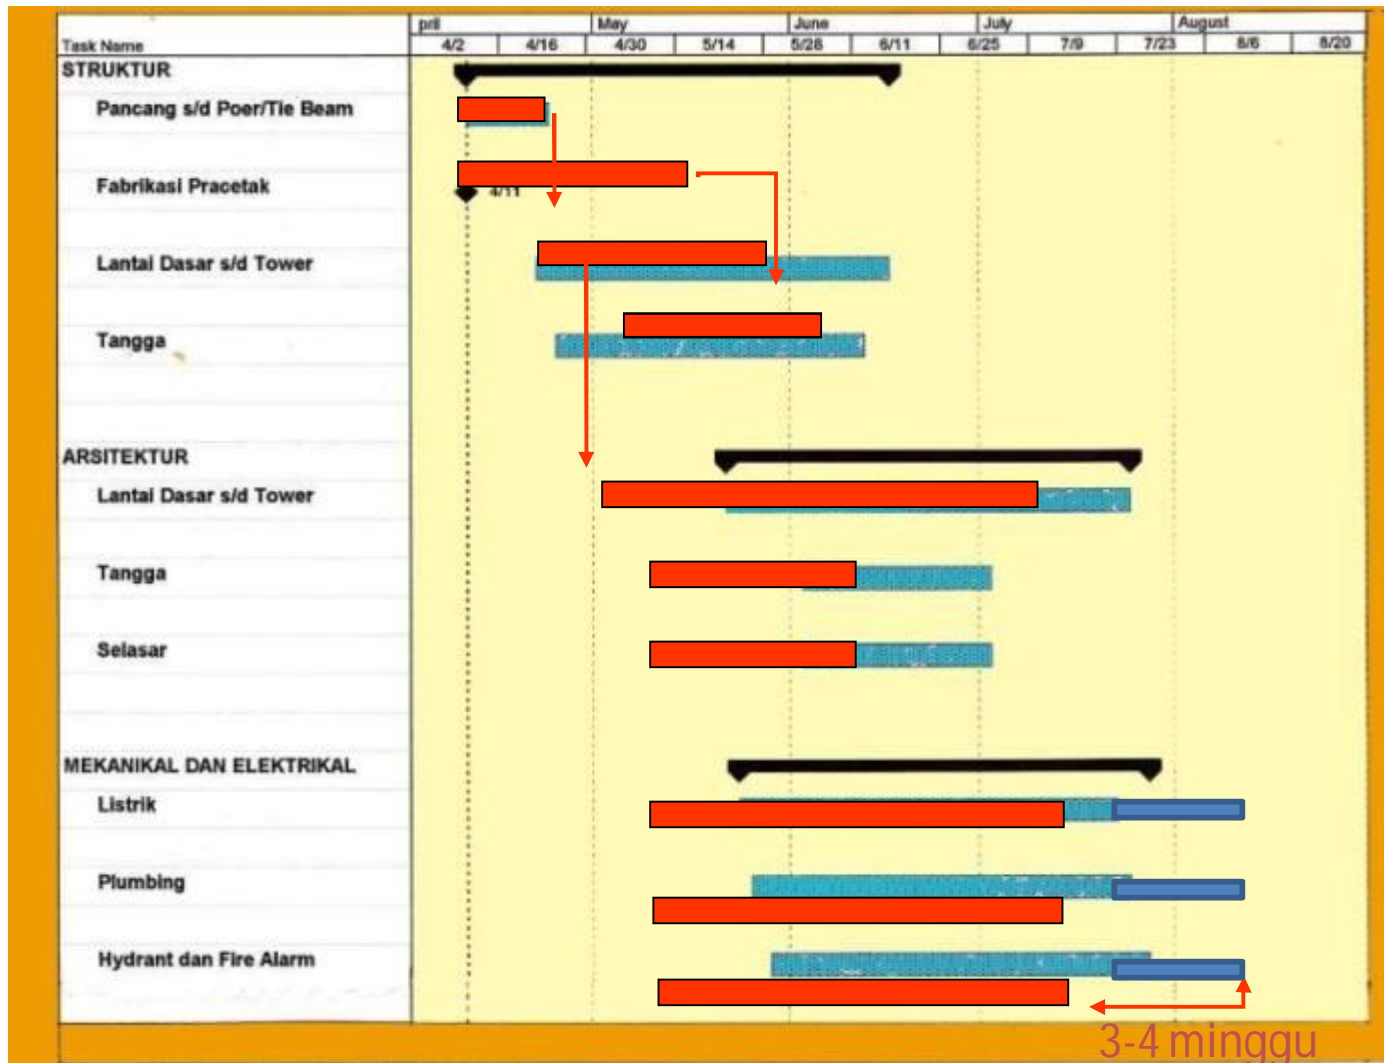 pril May June July August
Task Name 4/2 4/16 4/30 5/14 5/28 6/11 6/25 7/9 7/23 8/6 8/20
STRUKTUR
Pancang s/d Poer/Tie Beam
Fabrikasi Pracetak
4/11
Lantai Dasar s/d Tower
Tangga
ARSITEKTUR
Lantai Dasar s/d Tower
Tangga
Selasar
MEKANIKAL DAN ELEKTRIKAL
Listrik
Plumbing
Hydrant dan Fire Alarm
3-4 minggu